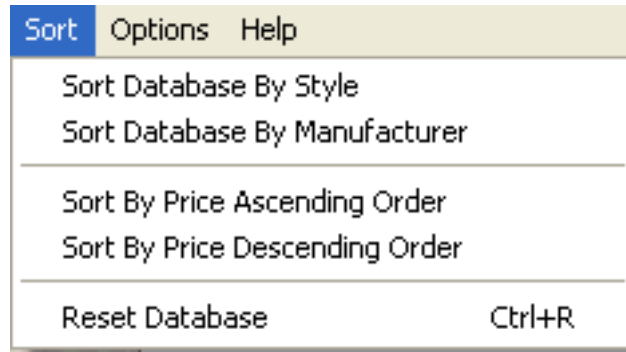 Sort Options Help
Sort Database By Style
Sort Database By Manufacturer
Sort By Price Ascending Order
Sort By Price Descending Order
Reset Database Ctrl+R